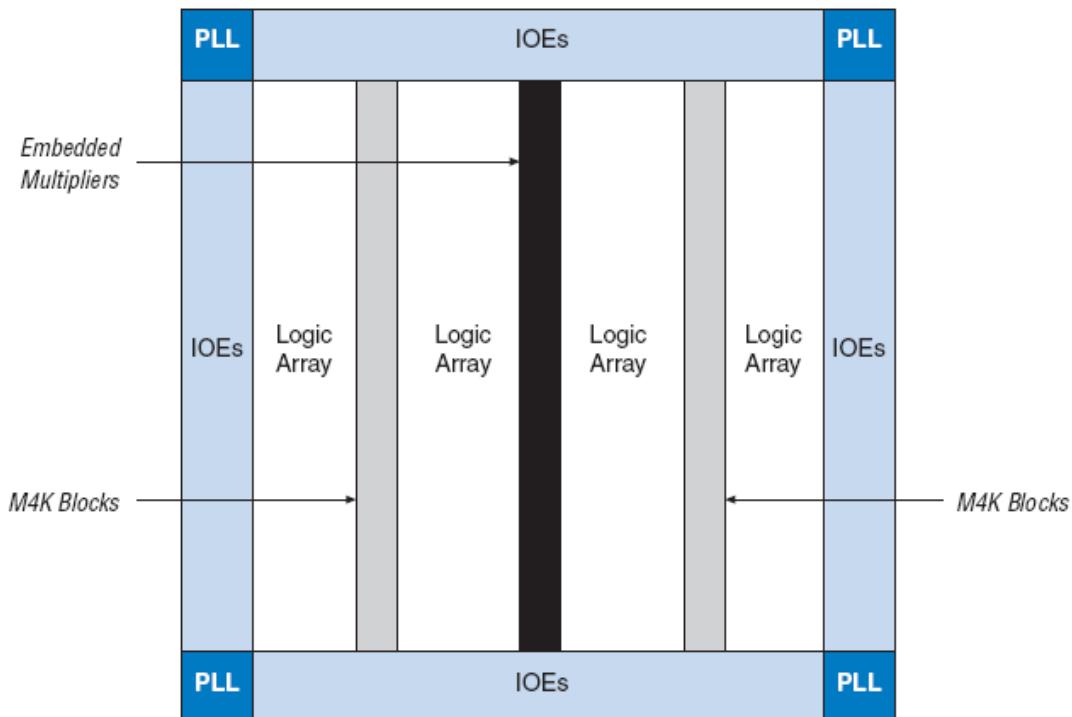 PLL
IOEs
PLL
Embedded
Multipliers
IOEs
Logic
Array
Logic
Array
Logic
Array
Logic
Array
IOEs
M4K Blocks
M4K Blocks
PLL
IOEs
PLL